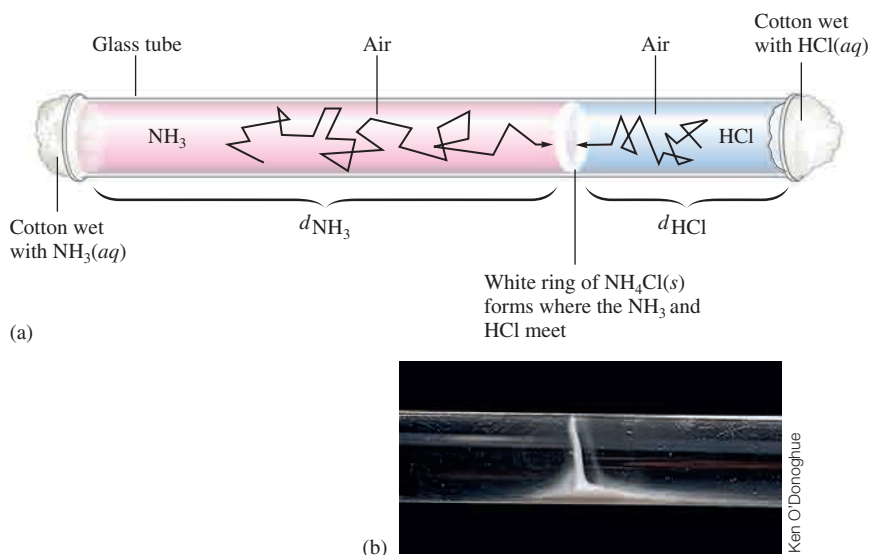 Glass tube
Air
Air
Cotton wet
with HCl(aq)
NH₃
HCl
dNH₃
dHCl
Cotton wet
with NH₃(aq)
White ring of NH₄Cl(s)
forms where the NH₃ and
HCl meet
(a)
Ken O'Donoghue
(b)